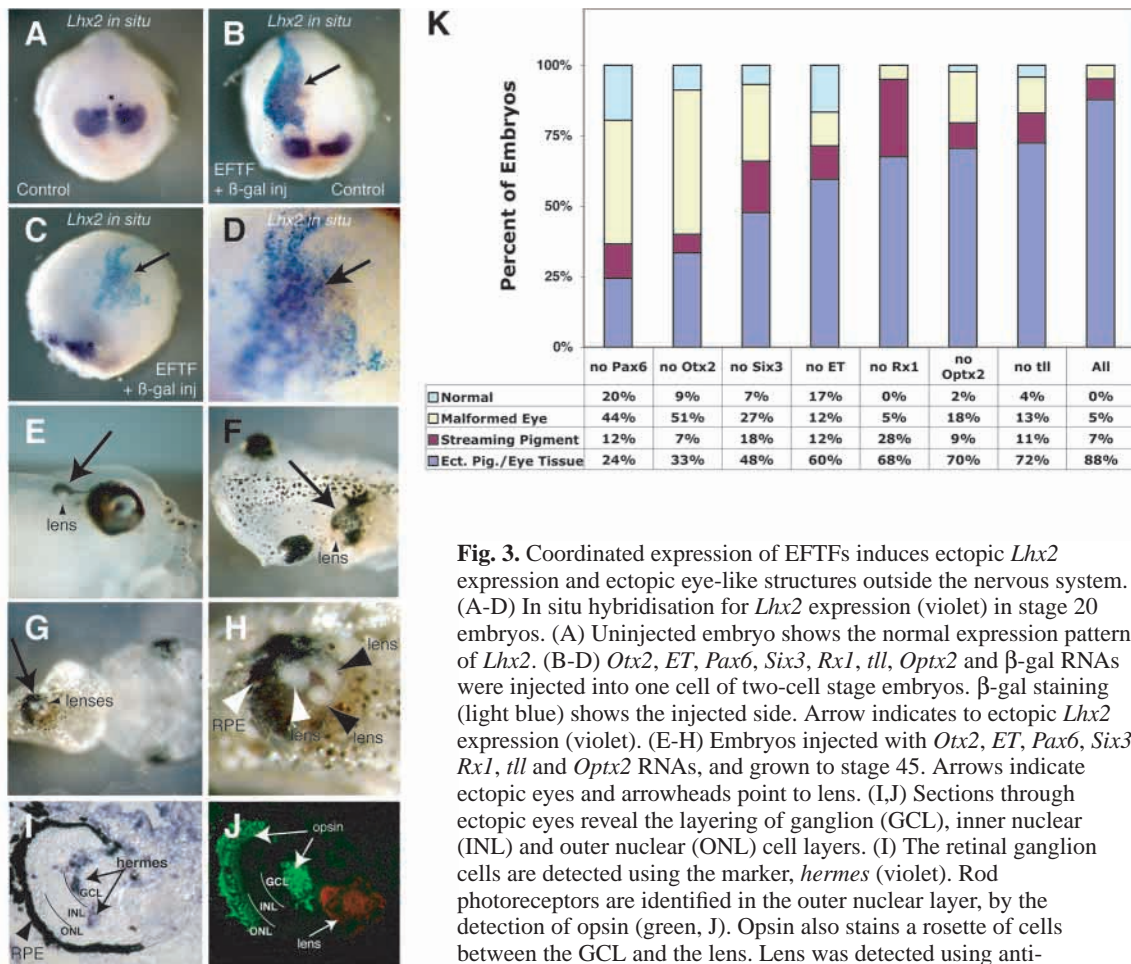 Lhx2 in situ
A
Control
Lhx2 in situ
B
EFTF
+ ß-gal inj
Control
Lhx2 in situ
C
EFTF
+ ß-gal inj
Lhx2 in situ
D
E
lens
F
lens
G
lenses
H
lens
RPE
lens
lens
I
hermes
GCL
INL
ONL
RPE
J
opsin
GCL
INL
ONL
lens
K
Percent of Embryos
100%
75%
50%
25%
0%
no Pax6 no Otx2 no Six3 no ET no Rx1 no Optx2 no tll All
Normal 20% 9% 7% 17% 0% 2% 4% 0%
Malformed Eye 44% 51% 27% 12% 5% 18% 13% 5%
Streaming Pigment 12% 7% 18% 12% 28% 9% 11% 7%
Ect. Pig./Eye Tissue 24% 33% 48% 60% 68% 70% 72% 88%
Fig. 3. Coordinated expression of EFTFs induces ectopic Lhx2
expression and ectopic eye-like structures outside the nervous system.
(A-D) In situ hybridisation for Lhx2 expression (violet) in stage 20
embryos. (A) Uninjected embryo shows the normal expression pattern
of Lhx2. (B-D) Otx2, ET, Pax6, Six3, Rx1, tll, Optx2 and β-gal RNAs
were injected into one cell of two-cell stage embryos. β-gal staining
(light blue) shows the injected side. Arrow indicates to ectopic Lhx2
expression (violet). (E-H) Embryos injected with Otx2, ET, Pax6, Six3
Rx1, tll and Optx2 RNAs, and grown to stage 45. Arrows indicate
ectopic eyes and arrowheads point to lens. (I,J) Sections through
ectopic eyes reveal the layering of ganglion (GCL), inner nuclear
(INL) and outer nuclear (ONL) cell layers. (I) The retinal ganglion
cells are detected using the marker, hermes (violet). Rod
photoreceptors are identified in the outer nuclear layer, by the
detection of opsin (green, J). Opsin also stains a rosette of cells
between the GCL and the lens. Lens was detected using anti-